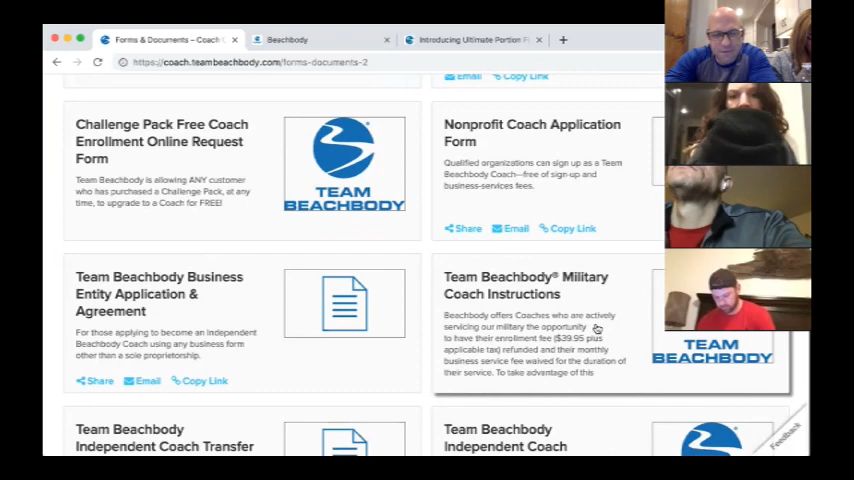 Forms & Documents – Coach
Beachbody
Introducing Ultimate Portion F
https://coach.teambeachbody.com/forms-documents-2
Email Copy Link
Challenge Pack Free Coach
Enrollment Online Request
Form
Team Beachbody is allowing ANY customer
who has purchased a Challenge Pack, at any
time, to upgrade to a Coach for FREE!
TEAM
BEACHBODY
Nonprofit Coach Application
Form
Qualified organizations can sign up as a Team
Beachbody Coach—free of sign-up and
business-services fees.
Share Email Copy Link
Team Beachbody Business
Entity Application &
Agreement
For those applying to become an Independent
Beachbody Coach using any business form
other than a sole proprietorship.
Share Email Copy Link
Team Beachbody® Military
Coach Instructions
Beachbody offers Coaches who are actively
servicing our military the opportunity
to have their enrollment fee ($39.95 plus
applicable tax) refunded and their monthly
business service fee waived for the duration of
their service. To take advantage of this
BEACHBODY
Team Beachbody
Independent Coach Transfer
Team Beachbody
Independent Coach
Feedback